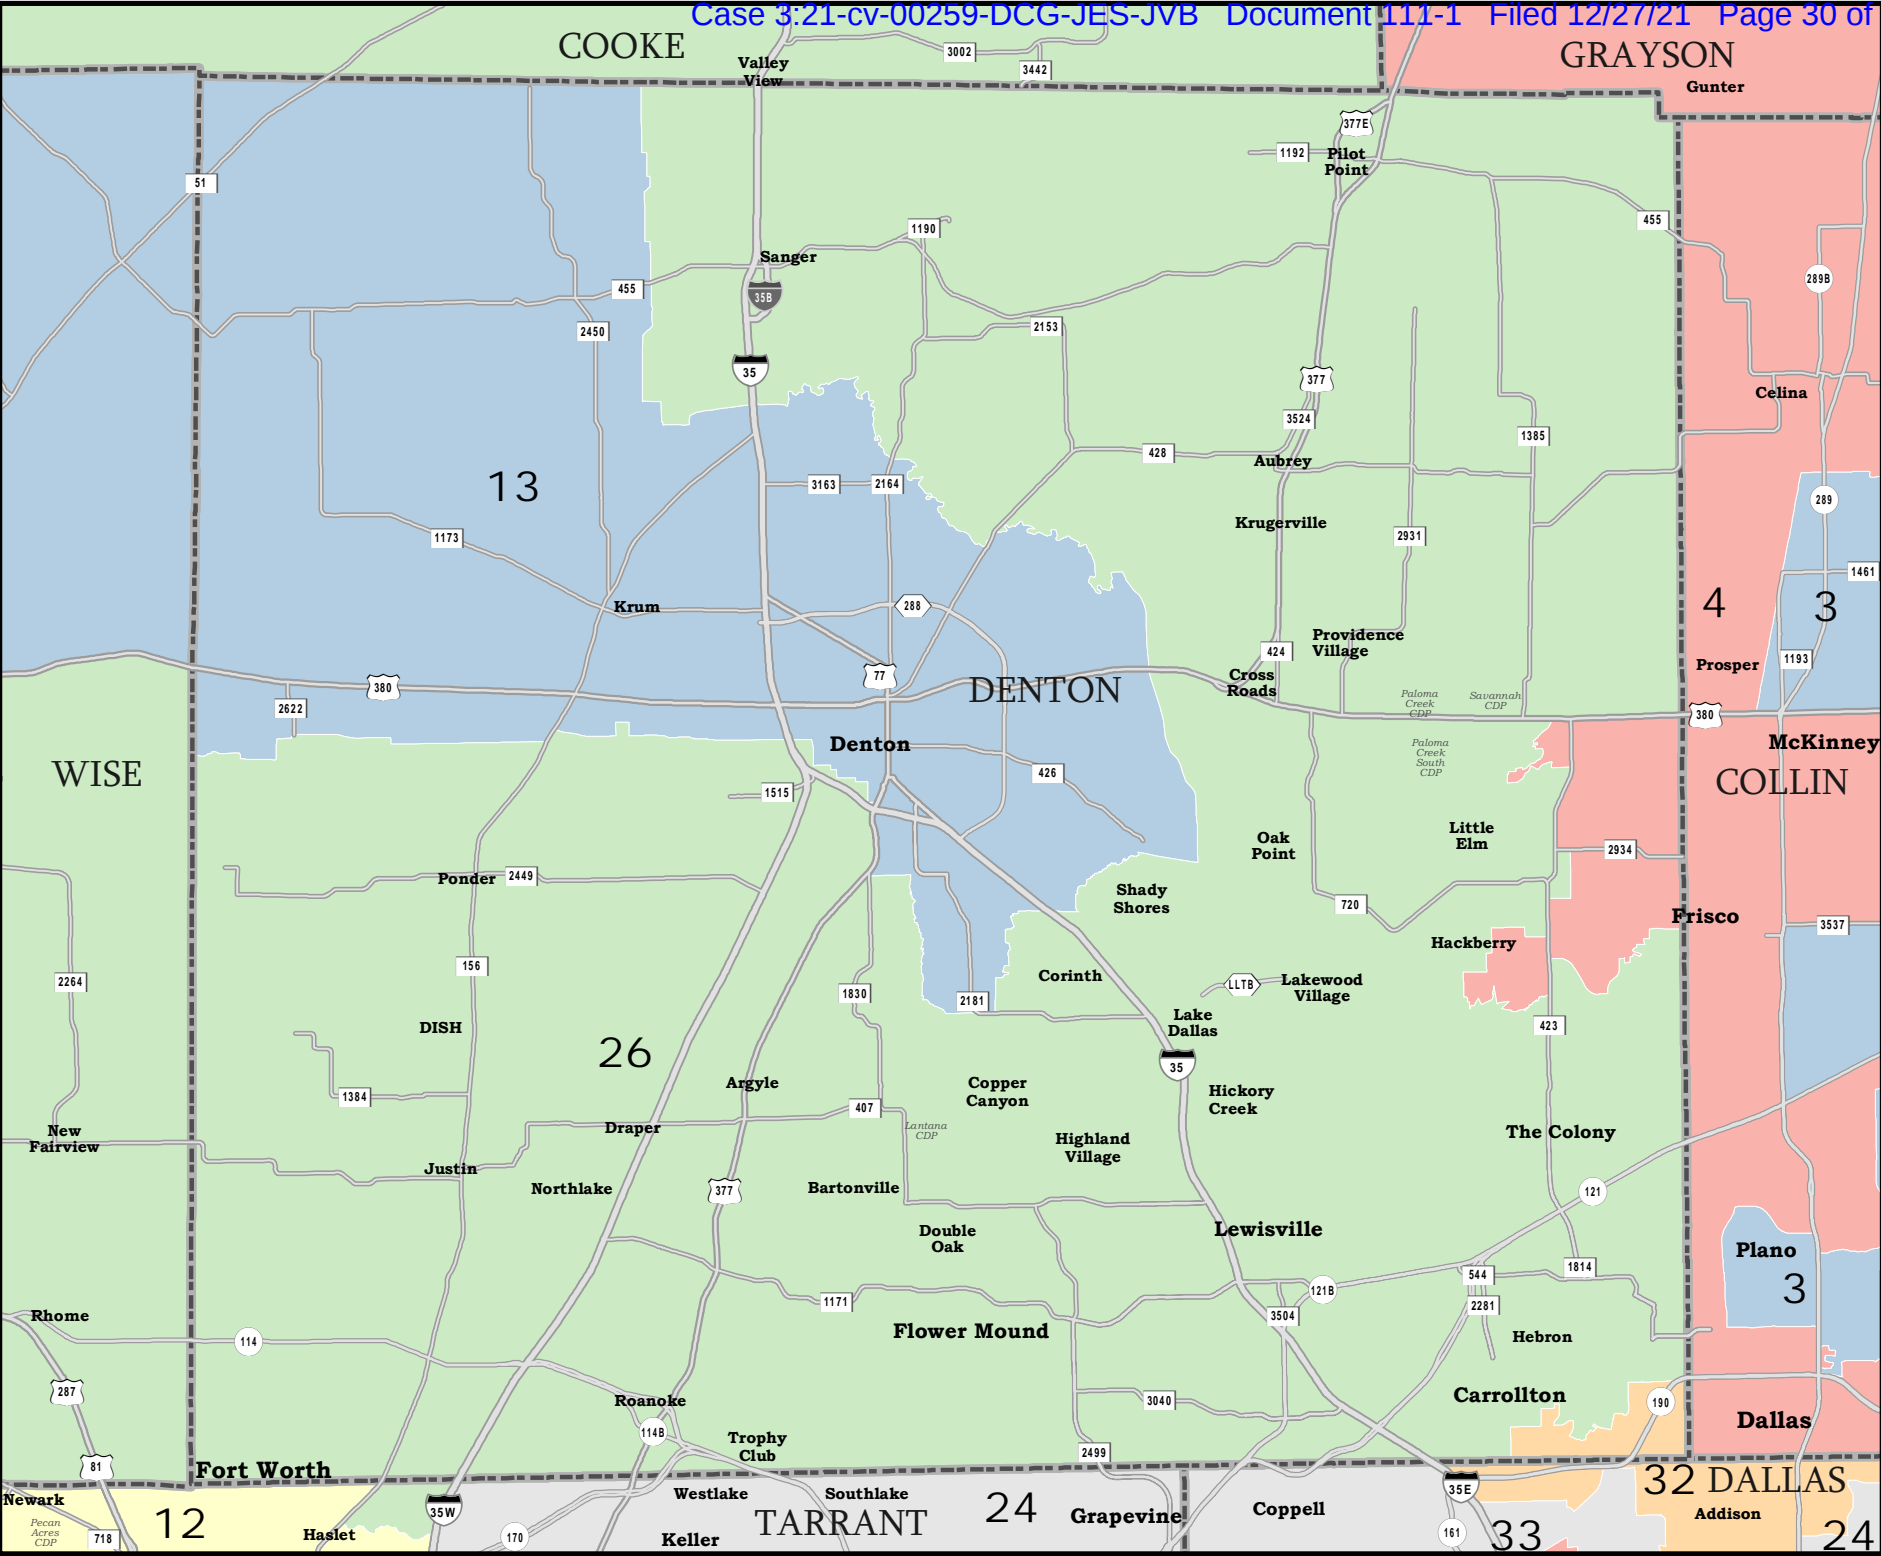 Case 3:21-cv-00259-DCG-JES-JVB Document 111-1 Filed 12/27/21 Page 30 of
COOKE
GRAYSON
3002
3442
Valley
View
Gunter
377E
1192
Pilot
Point
51
455
1190
Sanger
289B
455
35B
2450
2153
35
377
Celina
3524
1385
428
Aubrey
13
3163
2164
289
Krugerville
1173
2931
1461
4
3
Krum
288
Providence
Village
424
1193
Prosper
77
Cross
Roads
380
DENTON
Paloma
Creek
CDP
Savannah
CDP
2622
380
Denton
McKinney
Paloma
Creek
South
CDP
WISE
426
COLLIN
1515
Oak
Point
Little
Elm
2934
Ponder
2449
Shady
Shores
720
Frisco
3537
Hackberry
156
Corinth
2264
LLTB
Lakewood
Village
1830
2181
DISH
Lake
Dallas
423
26
35
Argyle
Copper
Canyon
Hickory
Creek
1384
407
New
Fairview
Draper
Lantana
CDP
The Colony
Highland
Village
Justin
Northlake
377
Bartonville
121
Double
Oak
Lewisville
Plano
1814
544
3
121B
1171
2281
Rhome
3504
114
Flower Mound
Hebron
287
Roanoke
3040
Carrollton
190
114B
Dallas
Trophy
Club
2499
81
Fort Worth
32 DALLAS
35E
Newark
Westlake
Southlake
24
35W
Grapevine
Coppell
Addison
12
TARRANT
Pecan
Acres
CDP
718
Haslet
170
Keller
161
33
24